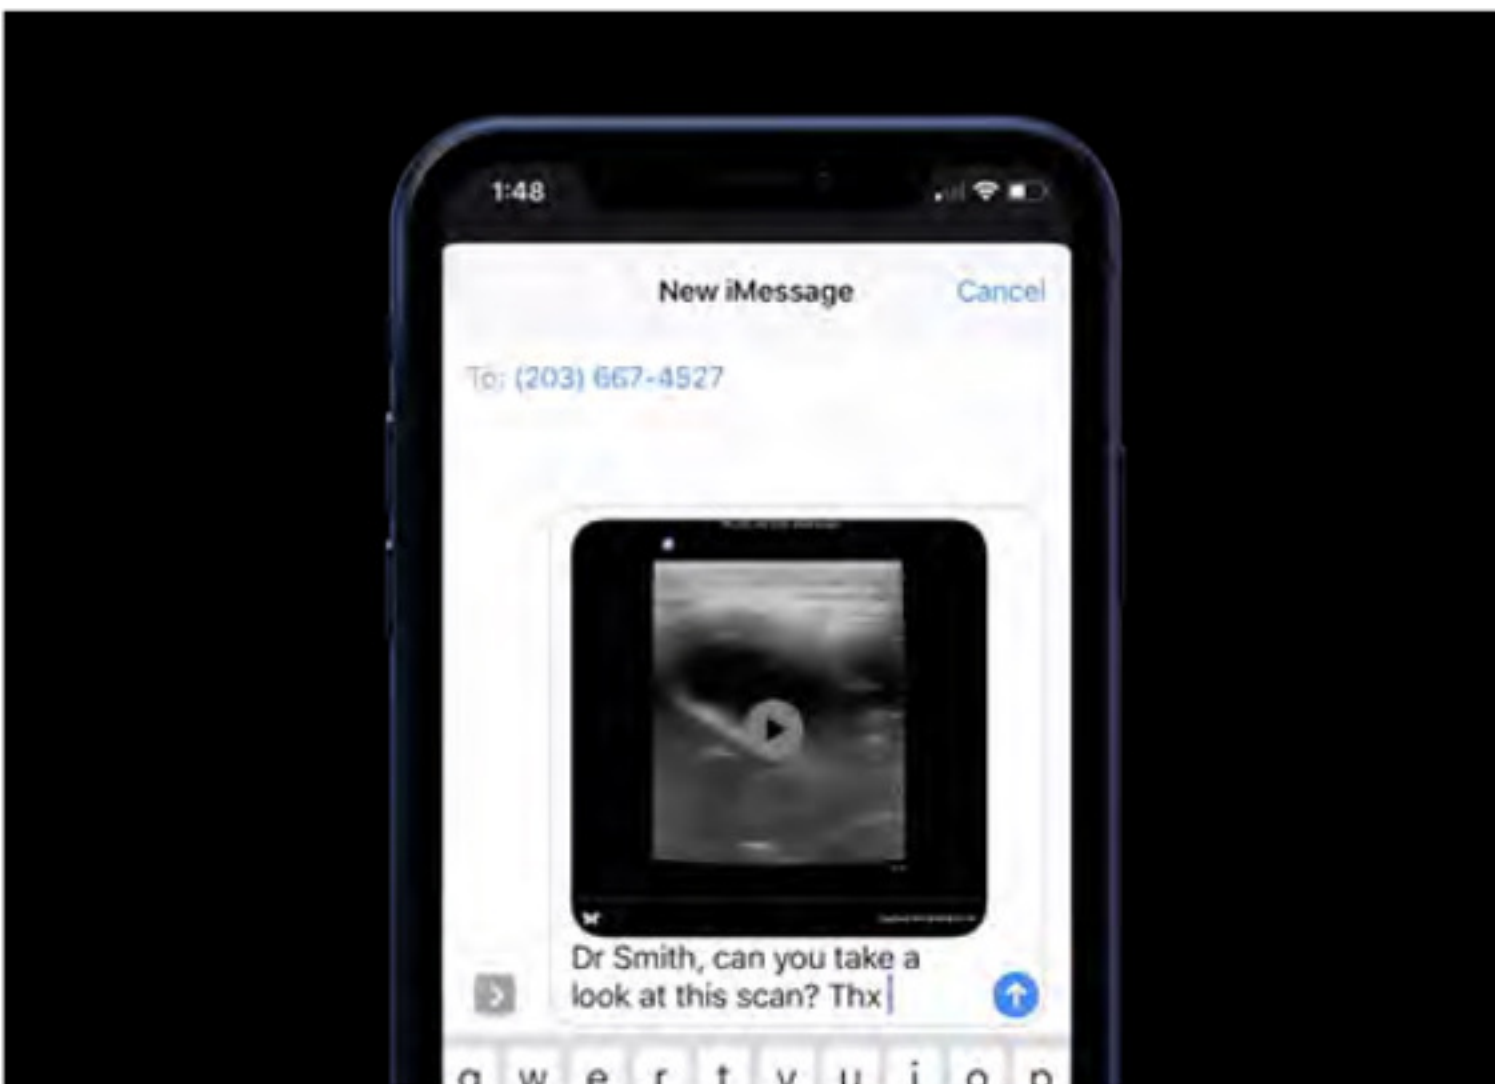 1:48
New iMessage
Cancel
To: (203) 667-4527
Dr Smith, can you take a
look at this scan? Thx
q w e r t y u i o p